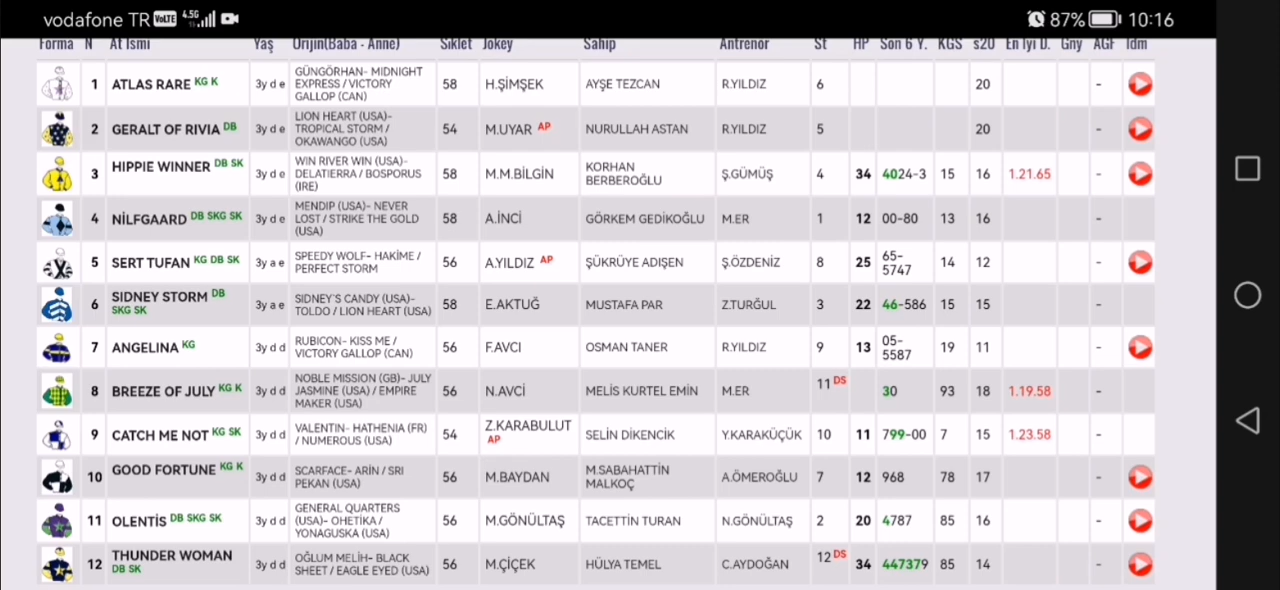 vodafone TR VoLTE 4.5G 87% 10:16
Forma N At İsmi Yaş Orijin(Baba - Anne) Sıklet Jokey Sahip Antrenör St HP Son 6 Y. KGS s20 En İyi D. Gny AGF İdm
1 ATLAS RARE KG K 3y d e GÜNGÖRHAN- MIDNIGHT EXPRESS / VICTORY GALLOP (CAN) 58 H.ŞİMŞEK AYŞE TEZCAN R.YILDIZ 6 20 -
2 GERALT OF RIVIA DB 3y d e LION HEART (USA)- TROPICAL STORM / OKAWANGO (USA) 54 M.UYAR AP NURULLAH ASTAN R.YILDIZ 5 20 -
3 HIPPIE WINNER DB SK 3y d e WIN RIVER WIN (USA)- DELATIERRA / BOSPORUS (IRE) 58 M.M.BİLGİN KORHAN BERBEROĞLU Ş.GÜMÜŞ 4 34 4024-3 15 16 1.21.65 -
4 NİLFGAARD DB SKG SK 3y d e MENDIP (USA)- NEVER LOST / STRIKE THE GOLD (USA) 58 A.İNCİ GÖRKEM GEDİKOĞLU M.ER 1 12 00-80 13 16 -
5 SERT TUFAN KG DB SK 3y a e SPEEDY WOLF- HAKİME / PERFECT STORM 56 A.YILDIZ AP ŞÜKRÜYE ADIŞEN Ş.ÖZDENİZ 8 25 65-5747 14 12 -
6 SIDNEY STORM DB SKG SK 3y a e SIDNEY'S CANDY (USA)- TOLDO / LION HEART (USA) 58 E.AKTUĞ MUSTAFA PAR Z.TURĞUL 3 22 46-586 15 15 -
7 ANGELINA KG 3y d d RUBICON- KISS ME / VICTORY GALLOP (CAN) 56 F.AVCI OSMAN TANER R.YILDIZ 9 13 05-5587 19 11 -
8 BREEZE OF JULY KG K 3y d d NOBLE MISSION (GB)- JULY JASMINE (USA) / EMPIRE MAKER (USA) 56 N.AVCİ MELİS KURTEL EMİN M.ER 11 DS 30 93 18 1.19.58 -
9 CATCH ME NOT KG SK 3y d d VALENTIN- HATHENIA (FR) / NUMEROUS (USA) 54 Z.KARABULUT AP SELİN DİKENCİK Y.KARAKÜÇÜK 10 11 799-00 7 15 1.23.58 -
10 GOOD FORTUNE KG K 3y d d SCARFACE- ARİN / SRI PEKAN (USA) 56 M.BAYDAN M.SABAHATTİN MALKOÇ A.ÖMEROĞLU 7 12 968 78 17 -
11 OLENTİS DB SKG SK 3y d d GENERAL QUARTERS (USA)- OHETİKA / YONAGUSKA (USA) 56 M.GÖNÜLTAŞ TACETTİN TURAN N.GÖNÜLTAŞ 2 20 4787 85 16 -
12 THUNDER WOMAN DB SK 3y d d OĞLUM MELİH- BLACK SHEET / EAGLE EYED (USA) 56 M.ÇİÇEK HÜLYA TEMEL C.AYDOĞAN 12 DS 34 447379 85 14 -